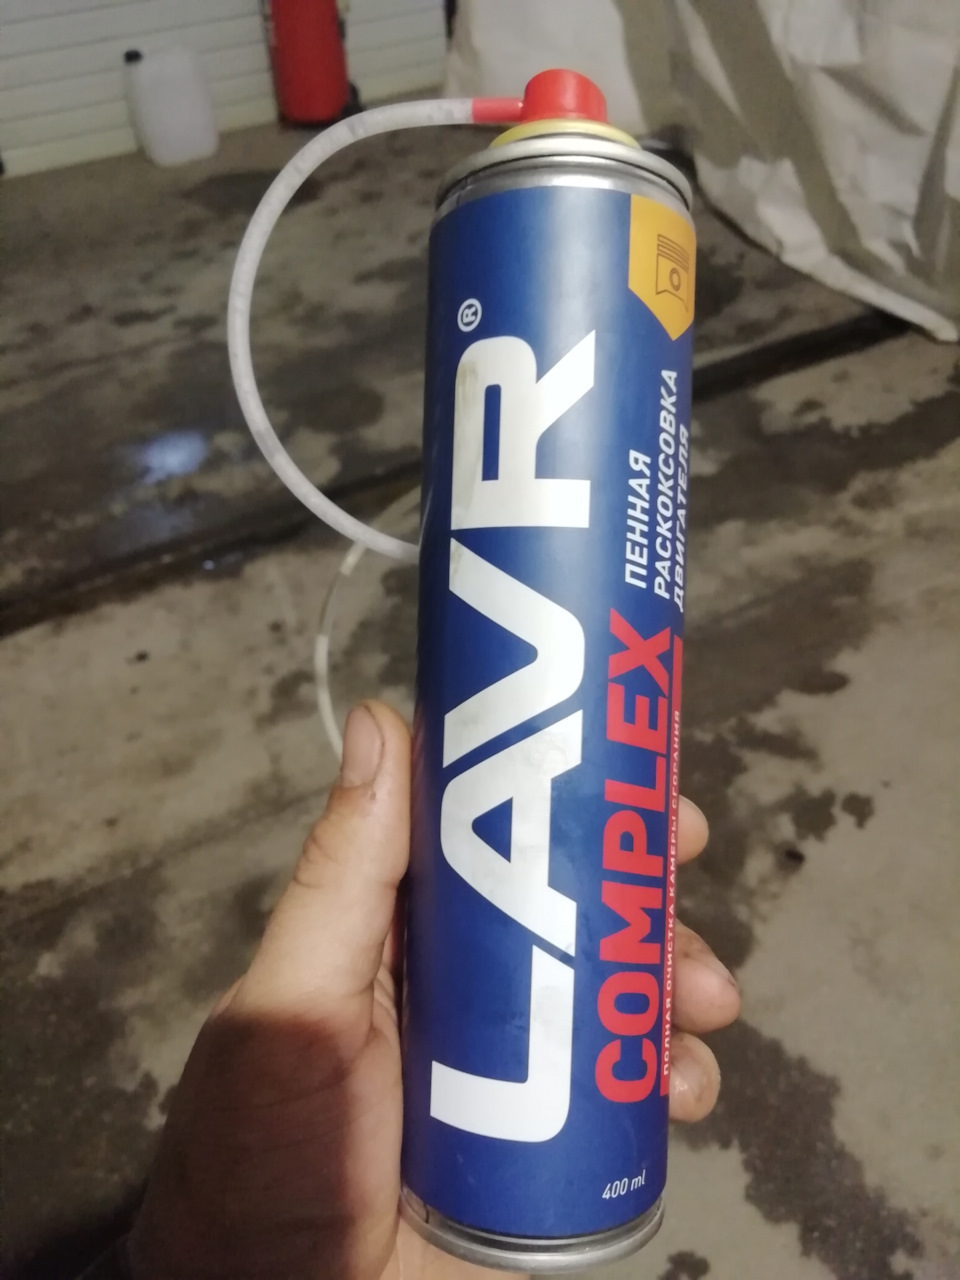 LAVR®
COMPLEX
ПЕННАЯ
РАСКОКСОВКА
ДВИГАТЕЛЯ
ПОЛНАЯ ОЧИСТКА КАМЕРЫ СГОРАНИЯ
400 ml